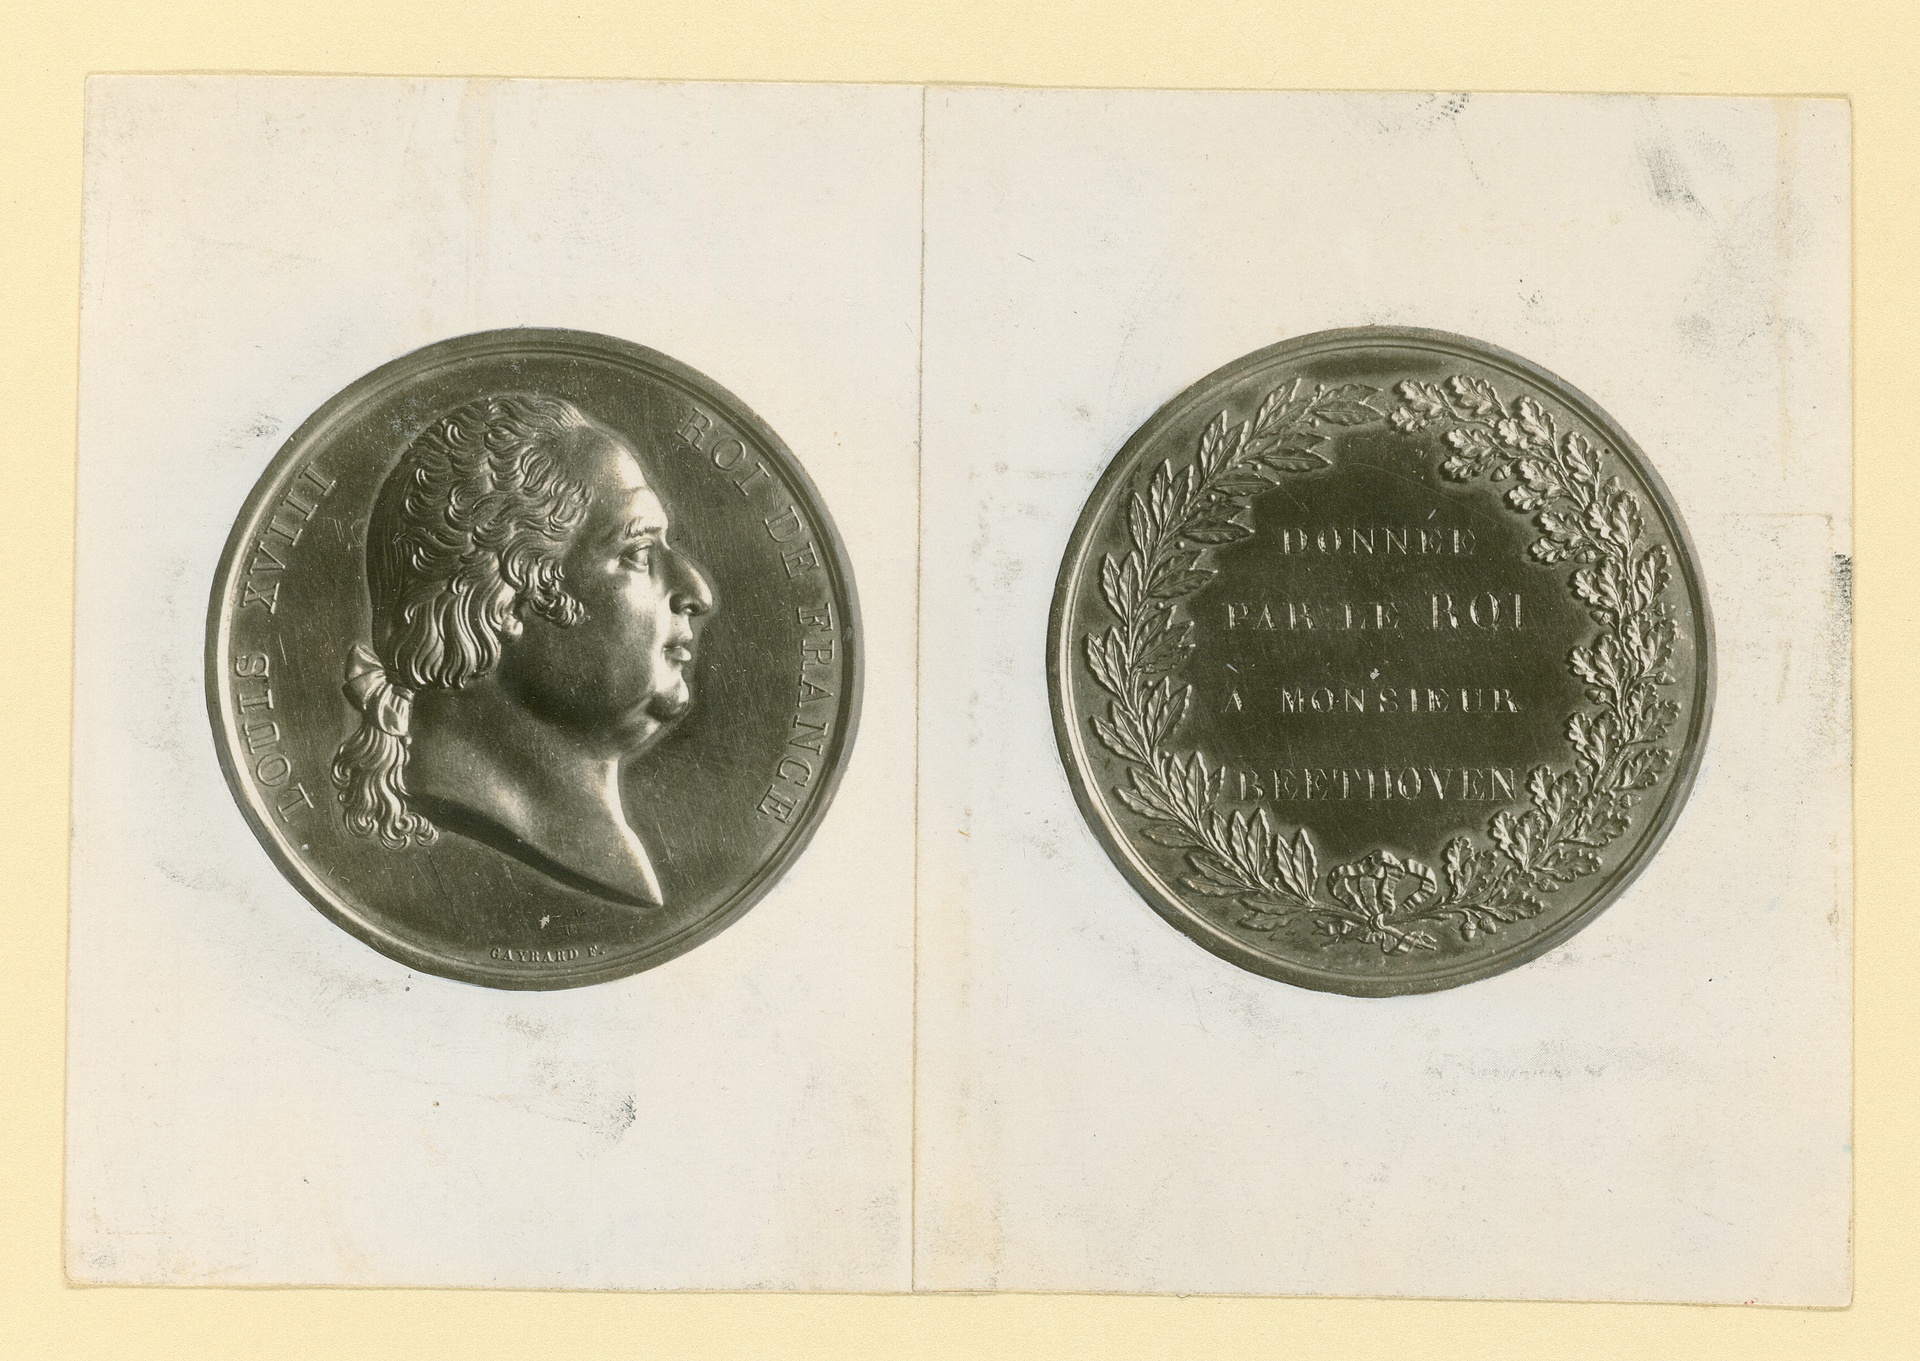 LOUIS XVIII ROI DE FRANCE
GAYRARD F.
DONNÉE
PAR LE ROI
À MONSIEUR
BEETHOVEN